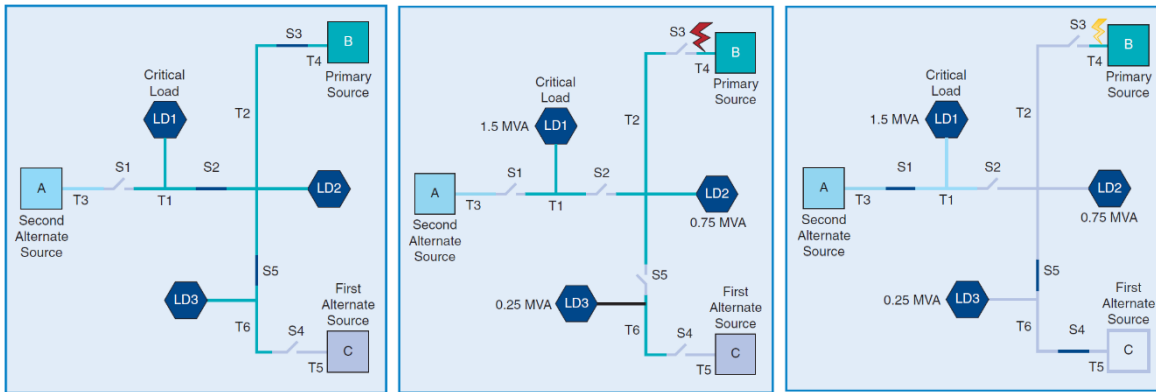 S3
B
T4
Primary
Source
Critical
Load
LD1
T2
S1
S2
A
T3
T1
LD2
Second
Alternate
Source
S5
LD3
First
Alternate
Source
T6
S4
C
T5
S3
B
T4
Primary
Source
Critical
Load
1.5 MVA
LD1
T2
S1
S2
A
T3
T1
LD2
0.75 MVA
Second
Alternate
Source
S5
0.25 MVA
LD3
First
Alternate
Source
T6
S4
C
T5
S3
B
T4
Primary
Source
Critical
Load
1.5 MVA
LD1
T2
S1
S2
A
T3
T1
LD2
0.75 MVA
Second
Alternate
Source
S5
0.25 MVA
LD3
First
Alternate
Source
T6
S4
C
T5